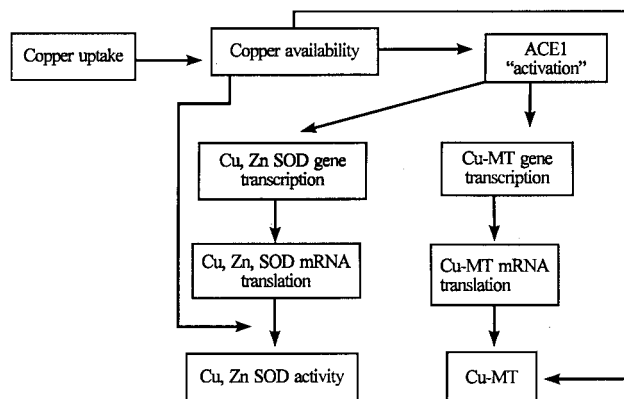 Copper uptake
Copper availability
ACE1
“activation”
Cu, Zn SOD gene
transcription
Cu-MT gene
transcription
Cu, Zn, SOD mRNA
translation
Cu-MT mRNA
translation
Cu, Zn SOD activity
Cu-MT